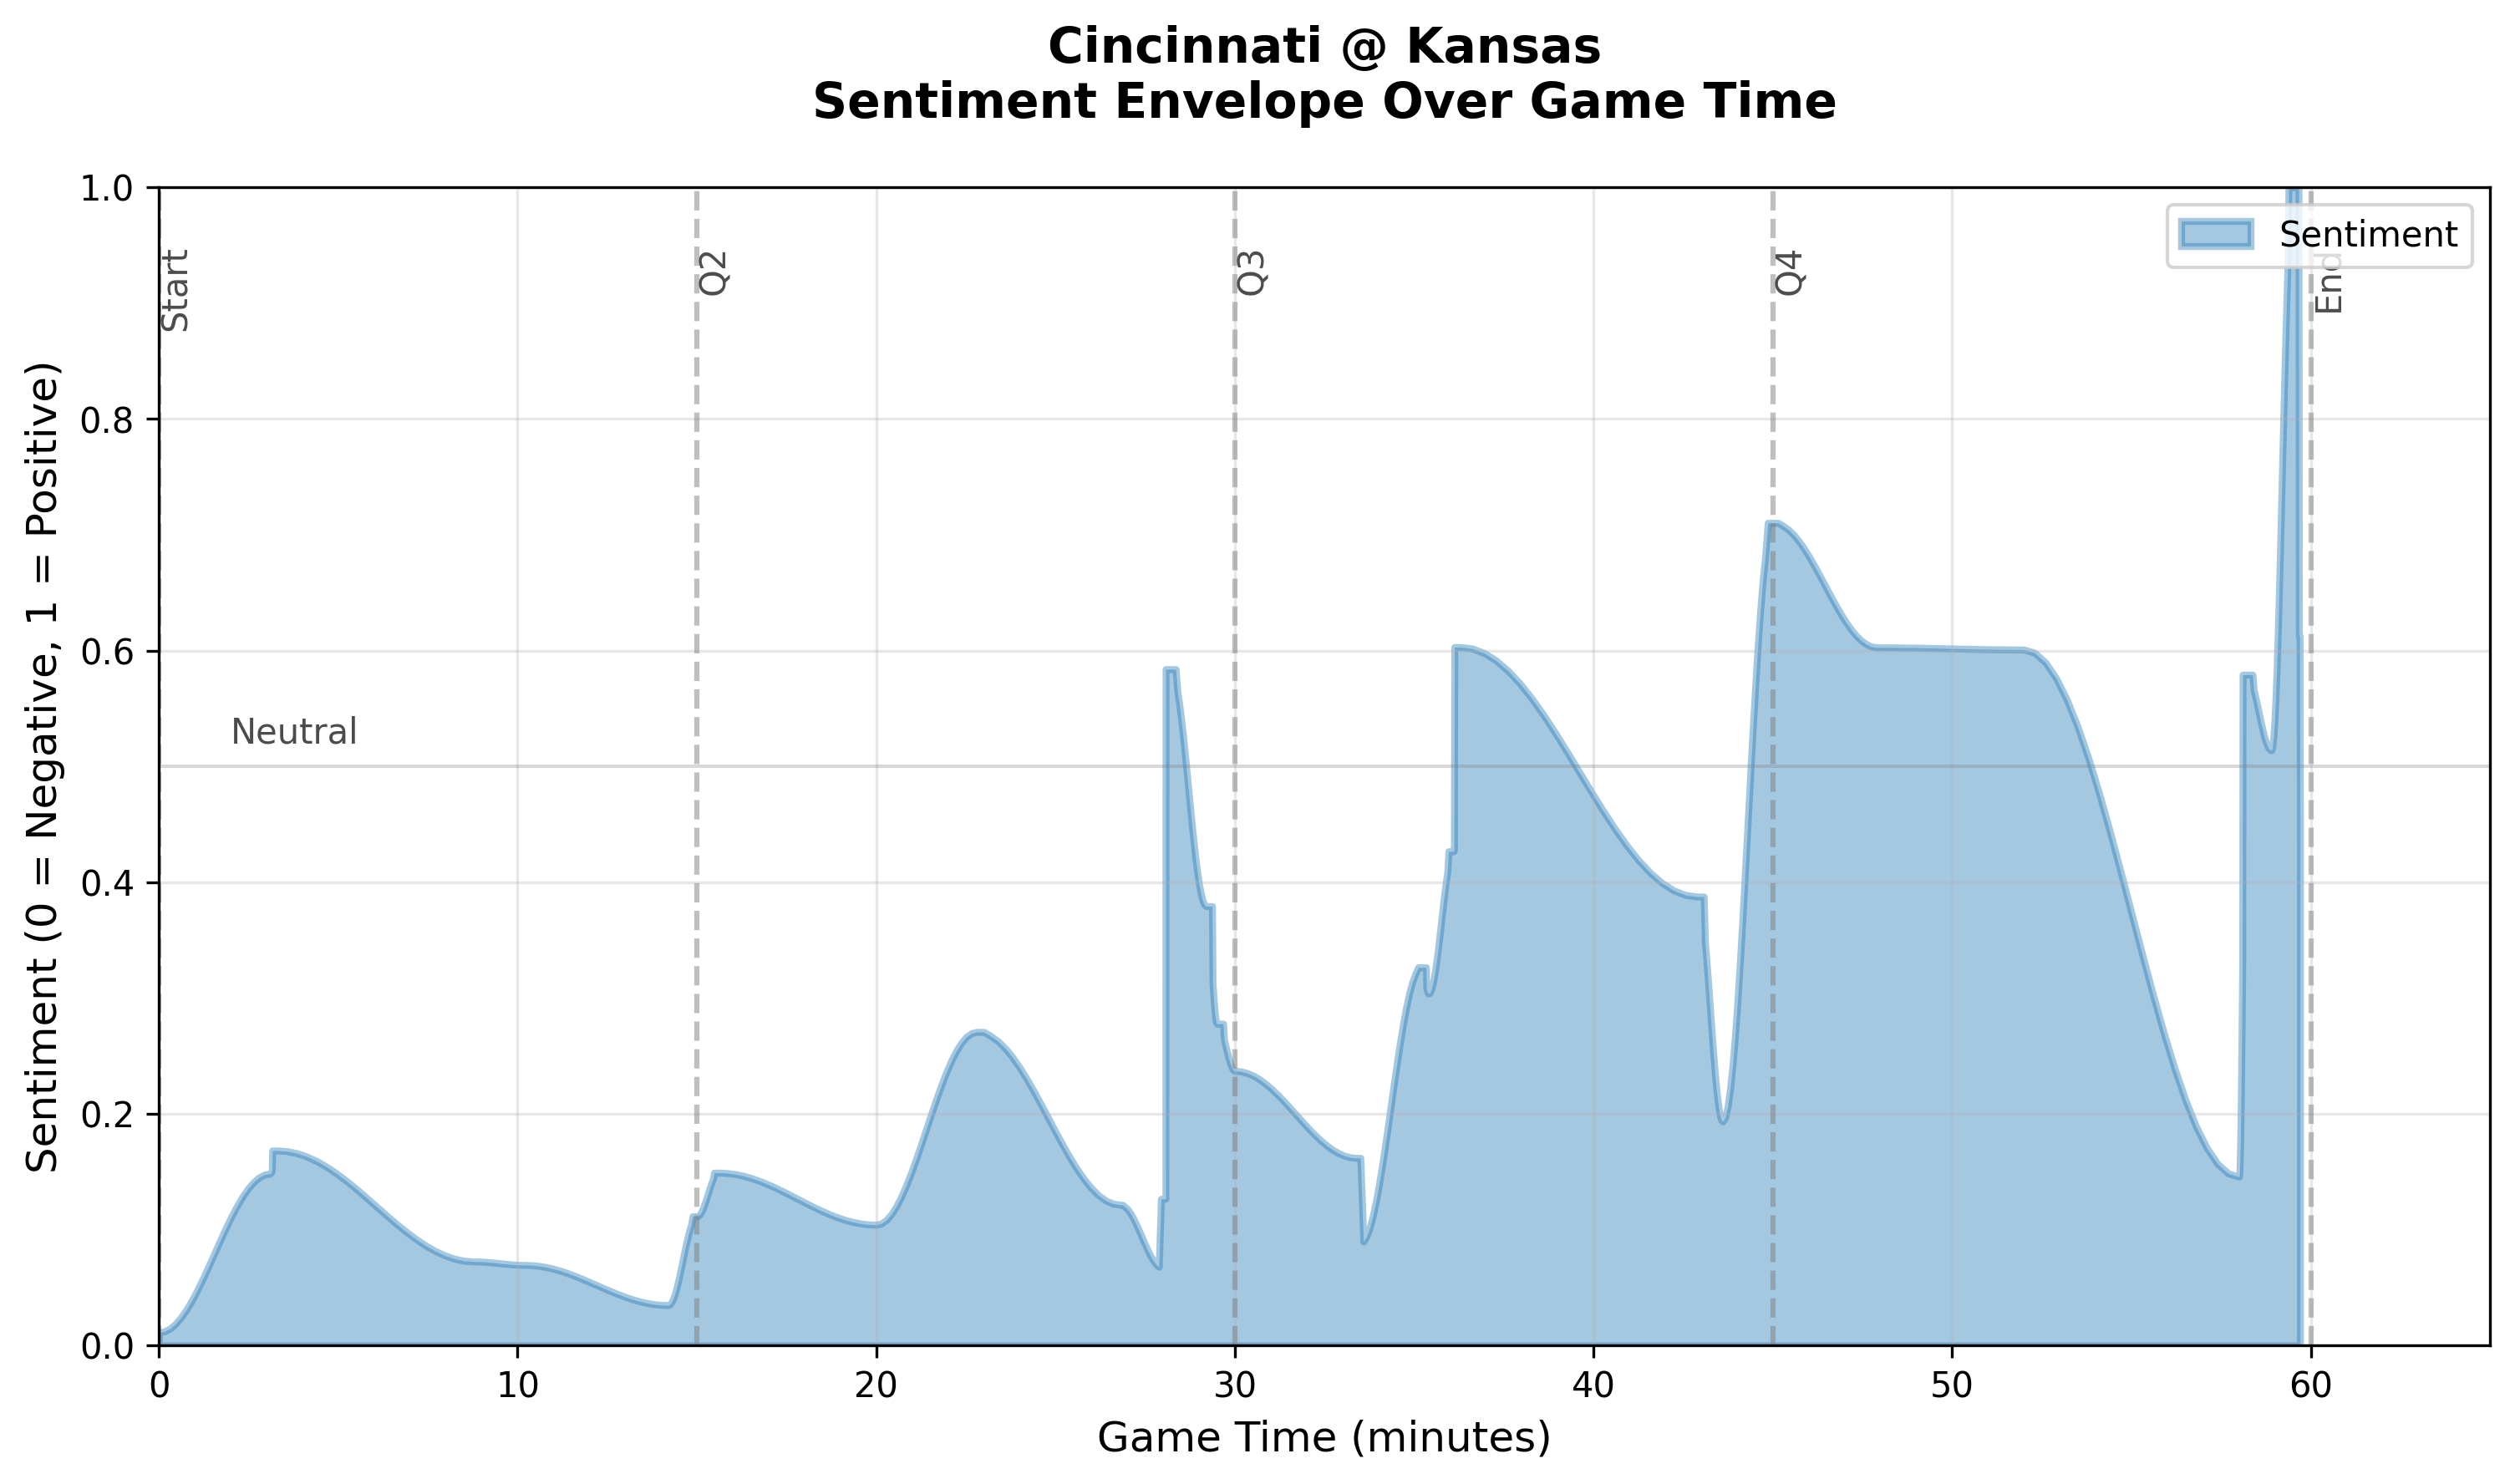 Cincinnati @ Kansas
Sentiment Envelope Over Game Time
Sentiment (0 = Negative, 1 = Positive)
1.0
0.8
0.6
0.4
0.2
0.0
Start
Q2
Q3
Q4
End
Sentiment
Neutral
0
10
20
30
40
50
60
Game Time (minutes)